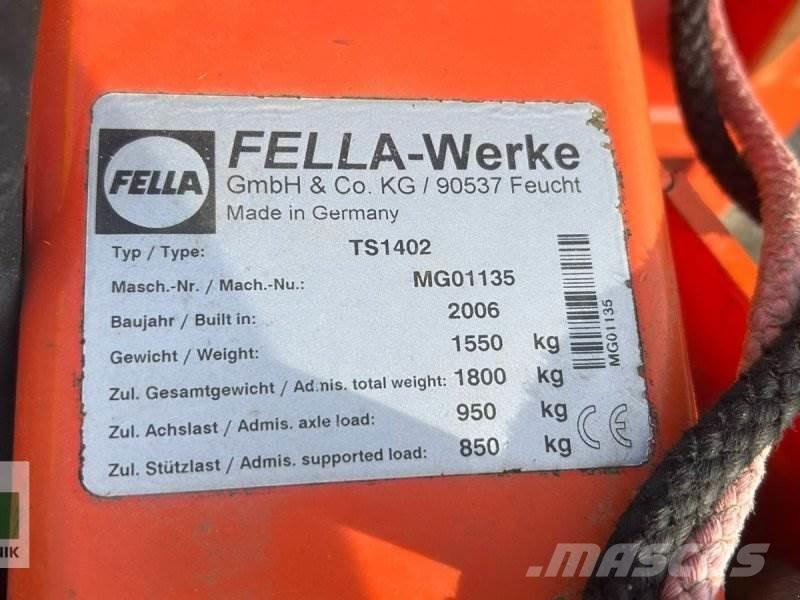 FELLA
FELLA-Werke
GmbH & Co. KG / 90537 Feucht
Made in Germany
Typ / Type: TS1402
Masch.-Nr. / Mach.-Nu.: MG01135
Baujahr / Built in: 2006
Gewicht / Weight: 1550 kg
Zul. Gesamtgewicht / Ad.nis. total weight: 1800 kg
Zul. Achslast / Admis. axle load: 950 kg
Zul. Stützlast / Admis. supported load: 850 kg
MG01135
CE
NIK
MASCUS